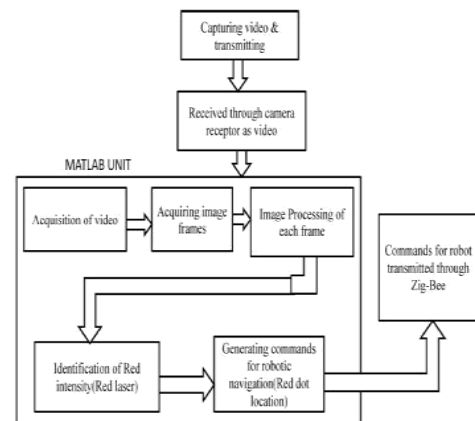 Capturing video &
transmitting
Received through camera
receptor as video
MATLAB UNIT
Acquisition of video
Acquiring image
frames
Image Processing of
each frame
Commands for robot
transmitted through
Zig-Bee
Identification of Red
intensity(Red laser)
Generating commands
for robotic
navigation(Red dot
location)